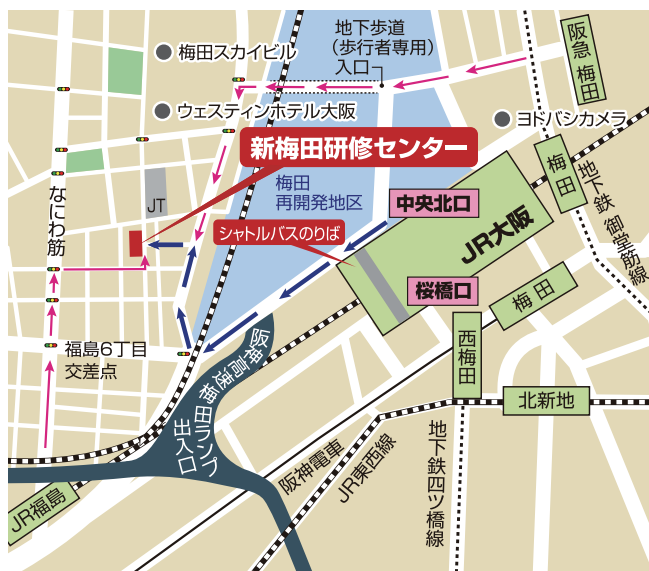 地下歩道
（歩行者専用）
入口
阪急 梅田
梅田スカイビル
ウェスティンホテル大阪
ヨドバシカメラ
新梅田研修センター
梅田
地下鉄 御堂筋線
梅田
再開発地区
中央北口
JT
なにわ筋
シャトルバスのりば
JR大阪
桜橋口
梅田
福島6丁目
交差点
西梅田
北新地
阪神高速 梅田ランプ
出入口
阪神電車
JR東西線
地下鉄四ツ橋線
JR福島